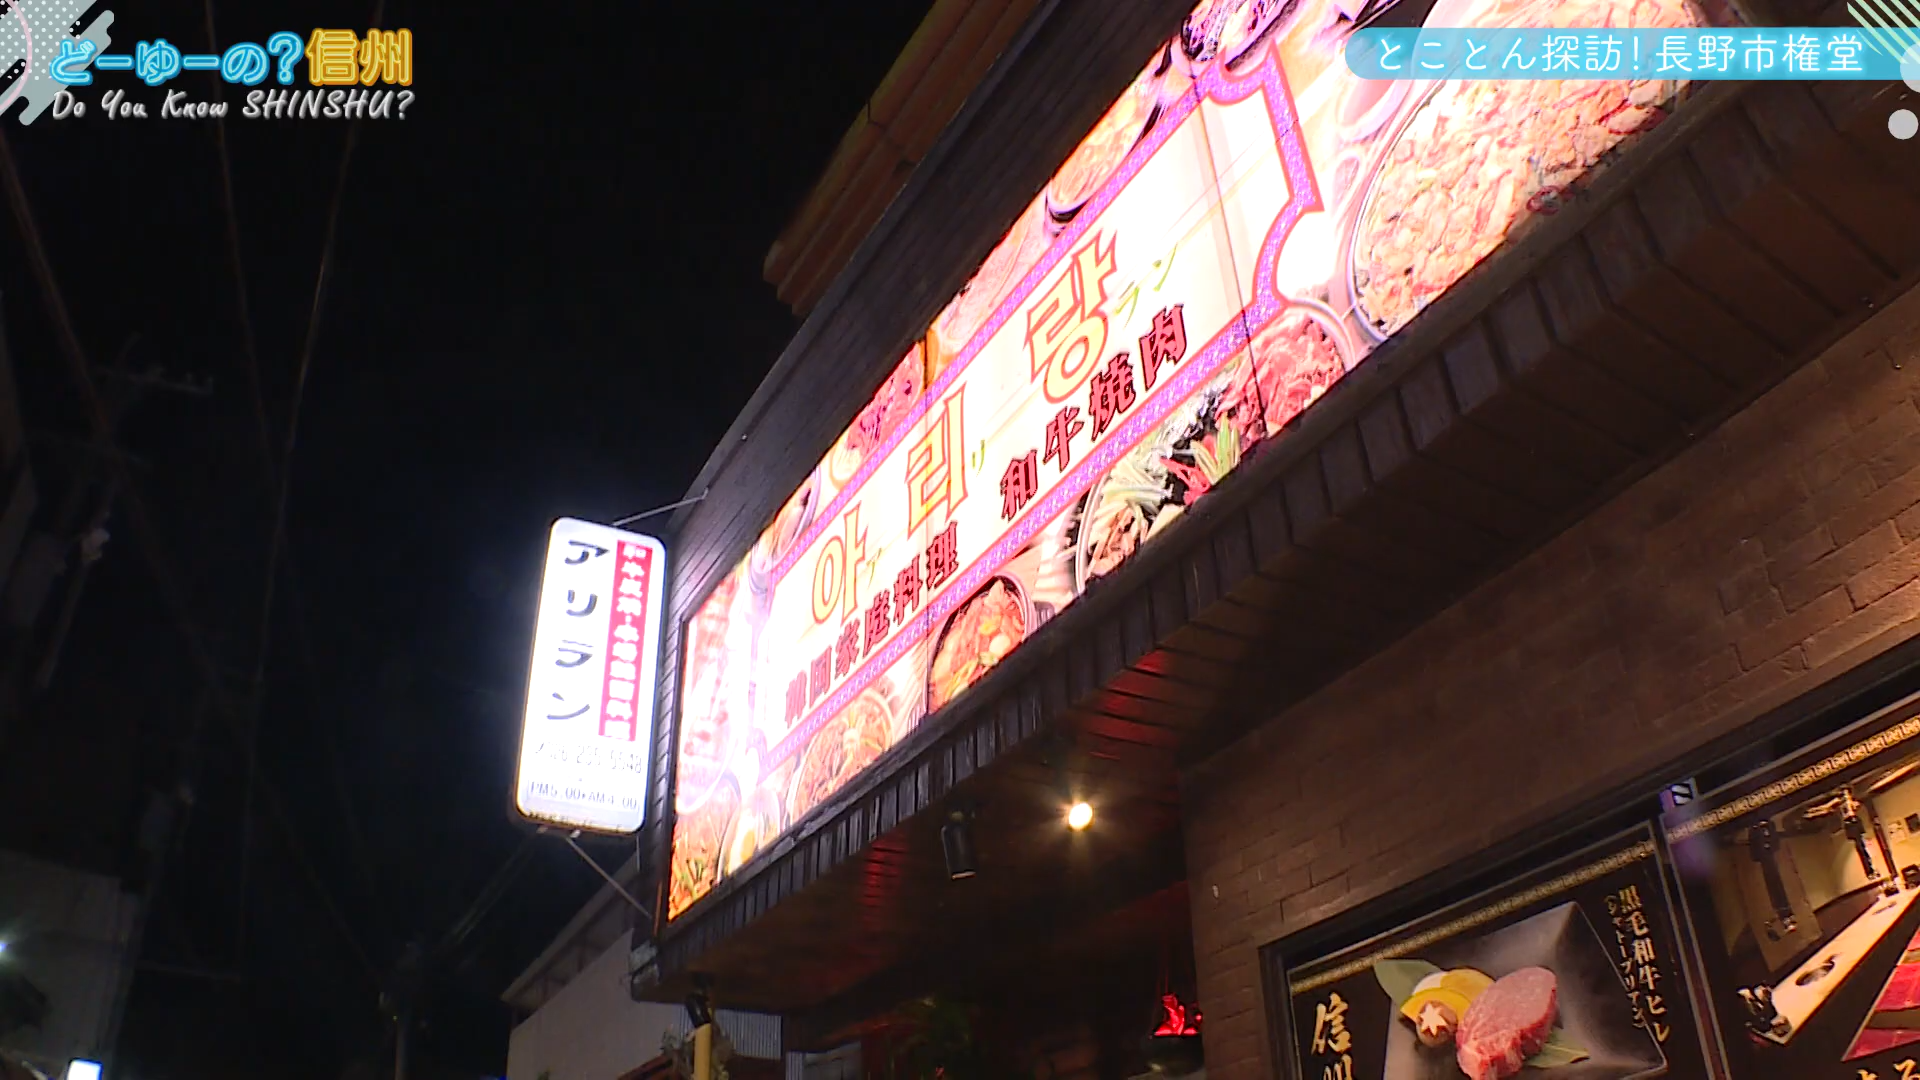 どーゆーの?信州
Do You Know SHINSHU?
とことん探訪!長野市権堂
아리랑
ア リ ラン
韓国家庭料理 和牛焼肉
アリラン
PM5:00▸AM4:00
黒毛和牛ヒレ
(シャトーブリアン)
信州